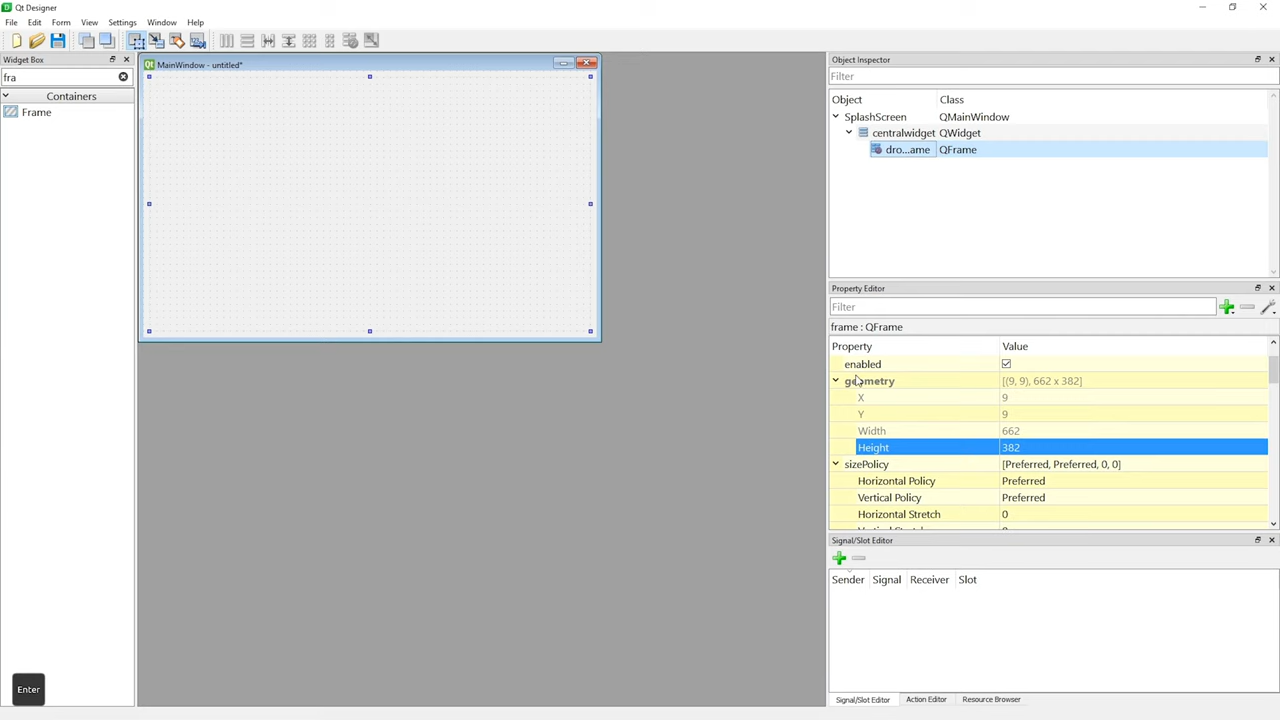 Qt Designer
File Edit Form View Settings Window Help
Widget Box
fra
Containers
Frame
Qt MainWindow - untitled*
Object Inspector
Filter
Object Class
SplashScreen QMainWindow
centralwidget QWidget
dro...ame QFrame
Property Editor
Filter
frame : QFrame
Property Value
enabled
geometry [(9, 9), 662 x 382]
X 9
Y 9
Width 662
Height 382
sizePolicy [Preferred, Preferred, 0, 0]
Horizontal Policy Preferred
Vertical Policy Preferred
Horizontal Stretch 0
Signal/Slot Editor
Sender Signal Receiver Slot
Signal/Slot Editor Action Editor Resource Browser
Enter